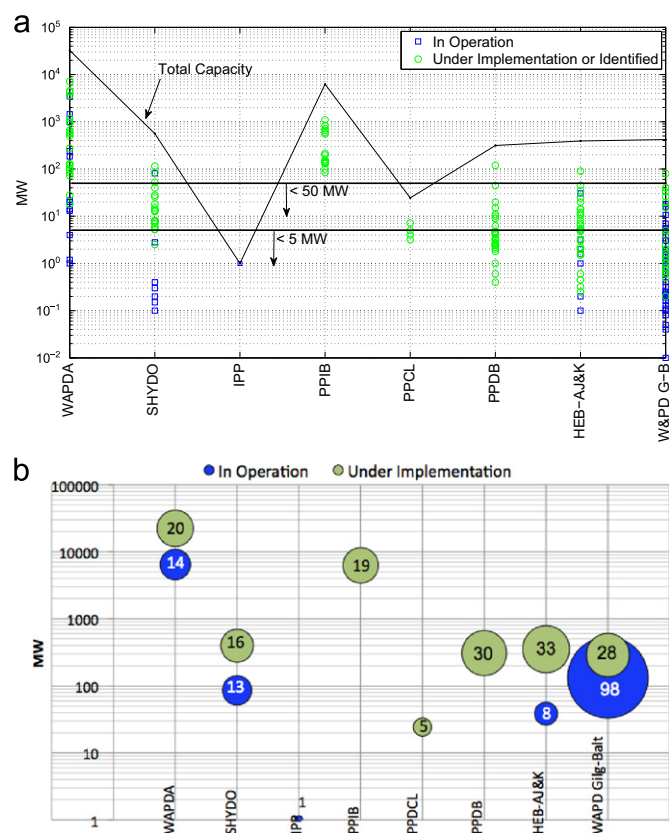 a
10^5
10^4
10^3
10^2
10^1
10^0
10^−1
10^−2
MW
In Operation
Under Implementation or Identified
Total Capacity
< 50 MW
< 5 MW
WAPDA
SHYDO
IPP
PPIB
PPCL
PPDB
HEB−AJ&K
W&PD G−B
b
In Operation
Under Implementation
100000
10000
1000
100
10
1
MW
20
14
16
13
1
19
5
30
33
8
28
98
WAPDA
SHYDO
IPP
PPIB
PPDCL
PPDB
HEB-AJ&K
WAPD Gilg-Balt